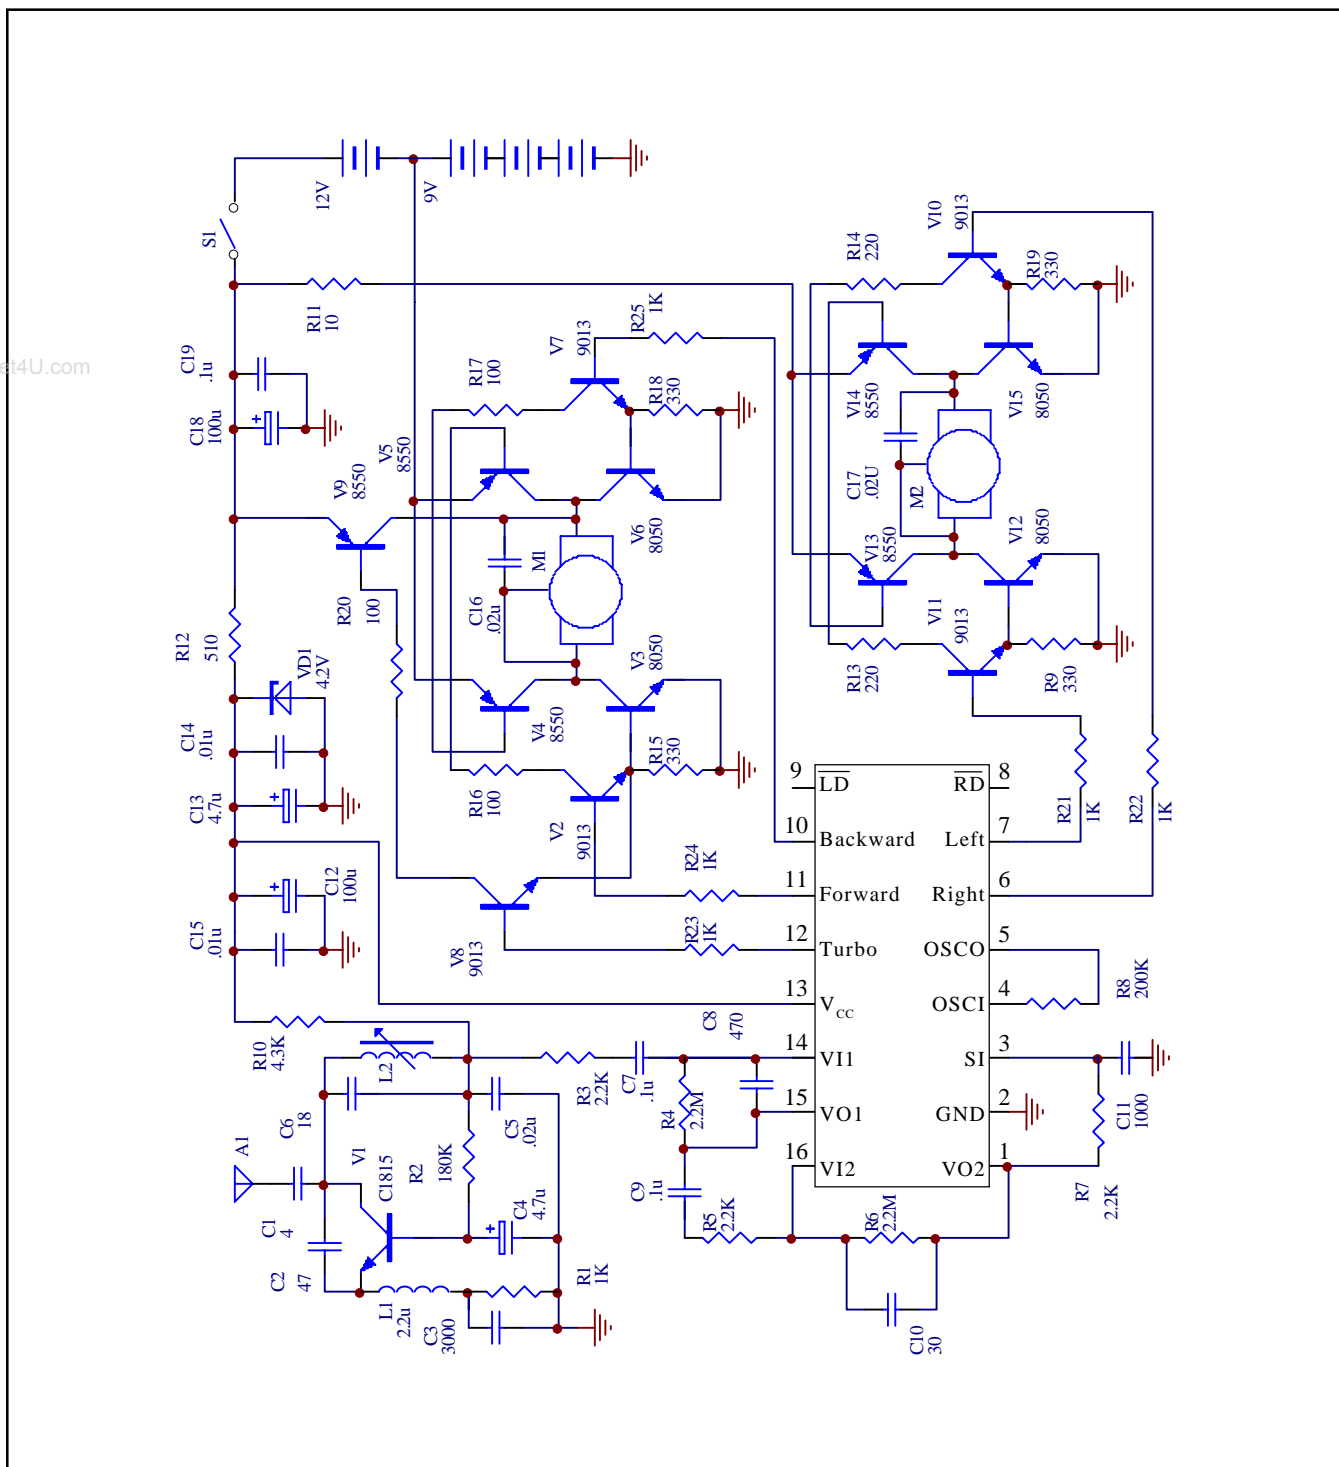 et4U.com
12V
9V
S1
R11
10
C19
.1u
C18
100u
V9
8550
V5
8550
R17
100
V7
9013
R25
1K
R18
330
V6
8050
M1
C16
.02u
R20
100
R12
510
VD1
4.2V
C14
.01u
C13
4.7u
V4
8550
V3
8050
R15
330
R16
100
V2
9013
C12
100u
C15
.01u
V8
9013
R24
1K
R23
1K
V10
9013
R14
220
R19
330
V14
8550
V15
8050
C17
.02U
M2
V13
8550
V12
8050
V11
9013
R13
220
R9
330
R21
1K
R22
1K
9 LD RD 8
10 Backward Left 7
11 Forward Right 6
12 Turbo OSCO 5
13 VCC OSCI 4
14 VI1 SI 3
15 VO1 GND 2
16 VI2 VO2 1
R8
200K
C8
470
R10
4.3K
L2
R3
2.2K
C7
.1u
R4
2.2M
C6
18
C5
.02u
A1
V1
C1815
R2
180K
C4
4.7u
C1
4
C2
47
L1
2.2u
C3
3000
R1
1K
C9
.1u
R5
2.2K
R6
2.2M
C10
30
C11
1000
R7
2.2K